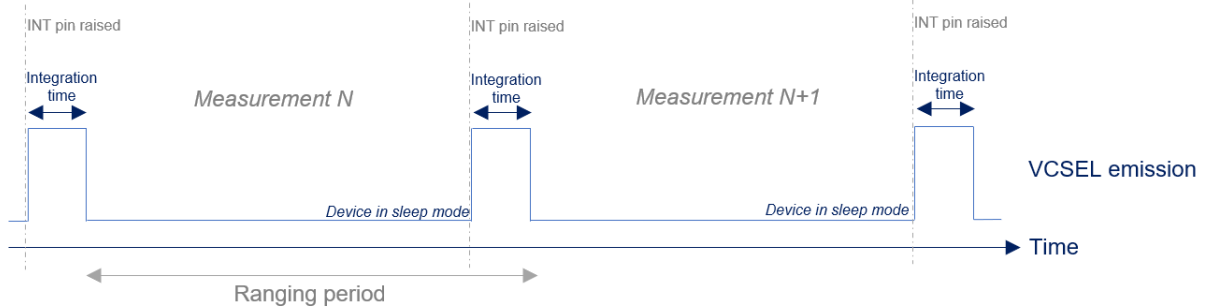 INT pin raised
INT pin raised
INT pin raised
Integration
time
Measurement N
Integration
time
Measurement N+1
Integration
time
VCSEL emission
Device in sleep mode
Device in sleep mode
Time
Ranging period